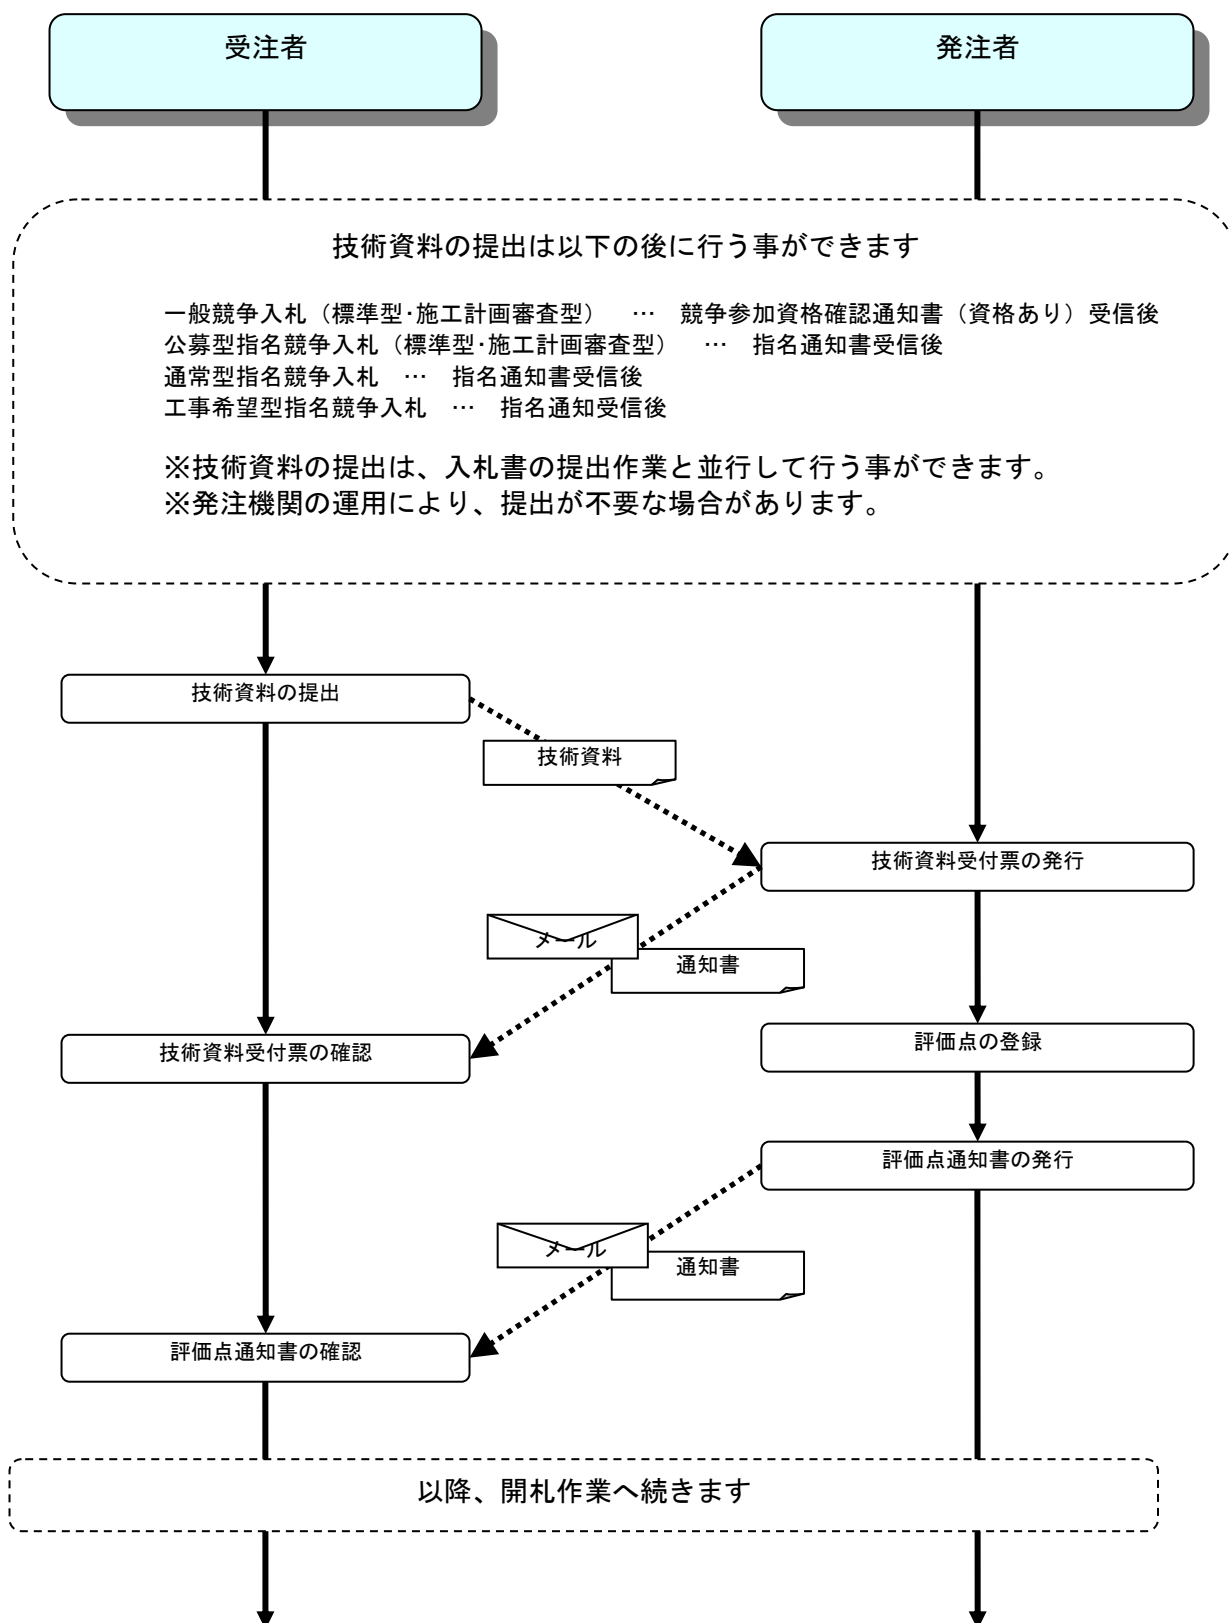 受注者
発注者
技術資料の提出は以下の後に行う事ができます
一般競争入札（標準型･施工計画審査型）　…　競争参加資格確認通知書（資格あり）受信後
公募型指名競争入札（標準型･施工計画審査型）　…　指名通知書受信後
通常型指名競争入札　…　指名通知書受信後
工事希望型指名競争入札　…　指名通知受信後
※技術資料の提出は、入札書の提出作業と並行して行う事ができます。
※発注機関の運用により、提出が不要な場合があります。
技術資料の提出
技術資料
技術資料受付票の発行
メール
通知書
技術資料受付票の確認
評価点の登録
評価点通知書の発行
メール
通知書
評価点通知書の確認
以降、開札作業へ続きます